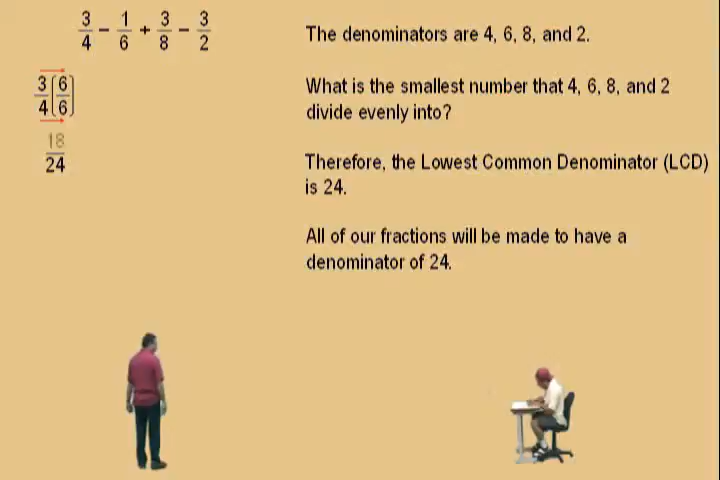 3/4 − 1/6 + 3/8 − 3/2
The denominators are 4, 6, 8, and 2.
3/4 (6/6)
What is the smallest number that 4, 6, 8, and 2
divide evenly into?
18/24
Therefore, the Lowest Common Denominator (LCD)
is 24.
All of our fractions will be made to have a
denominator of 24.